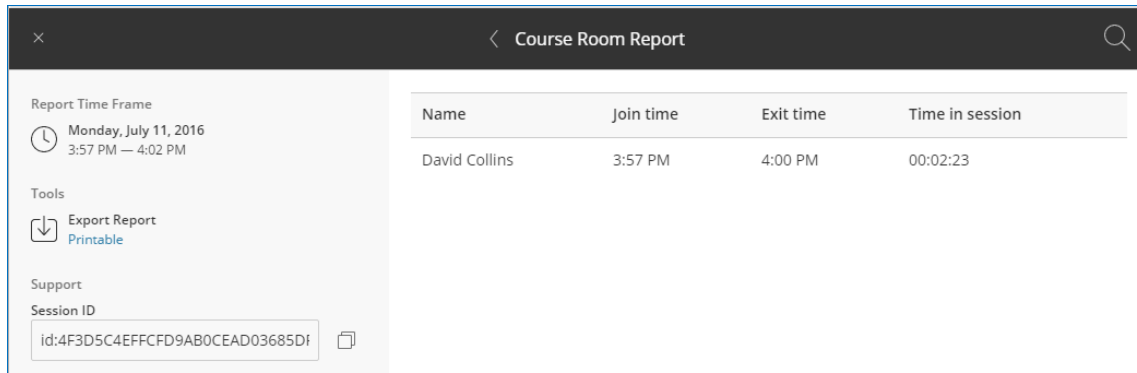 Course Room Report
Report Time Frame
Monday, July 11, 2016
3:57 PM — 4:02 PM
Tools
Export Report
Printable
Support
Session ID
id:4F3D5C4EFFCFD9AB0CEAD03685DF
Name Join time Exit time Time in session
David Collins 3:57 PM 4:00 PM 00:02:23